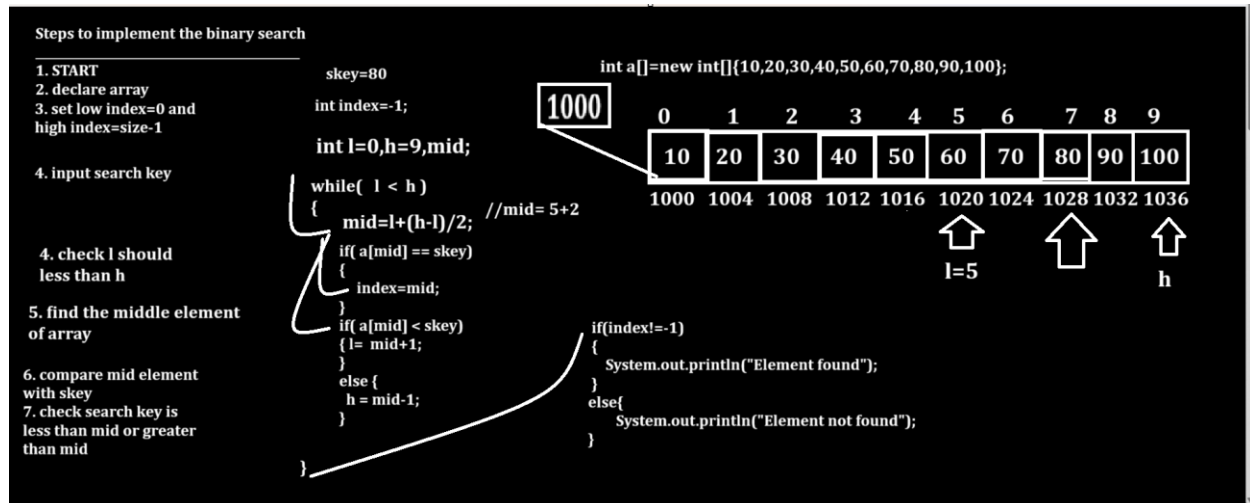 Steps to implement the binary search
1. START
2. declare array
3. set low index=0 and
high index=size-1
4. input search key
4. check l should
less than h
5. find the middle element
of array
6. compare mid element
with skey
7. check search key is
less than mid or greater
than mid
skey=80
int index=-1;
int l=0,h=9,mid;
while( l < h )
{
mid=l+(h-l)/2;
//mid= 5+2
if( a[mid] == skey)
{
index=mid;
}
if( a[mid] < skey)
{ l= mid+1;
}
else {
h = mid-1;
}
}
int a[]=new int[]{10,20,30,40,50,60,70,80,90,100};
1000
0 1 2 3 4 5 6 7 8 9
10 20 30 40 50 60 70 80 90 100
1000 1004 1008 1012 1016 1020 1024 1028 1032 1036
l=5
h
if(index!=-1)
{
System.out.println("Element found");
}
else{
System.out.println("Element not found");
}